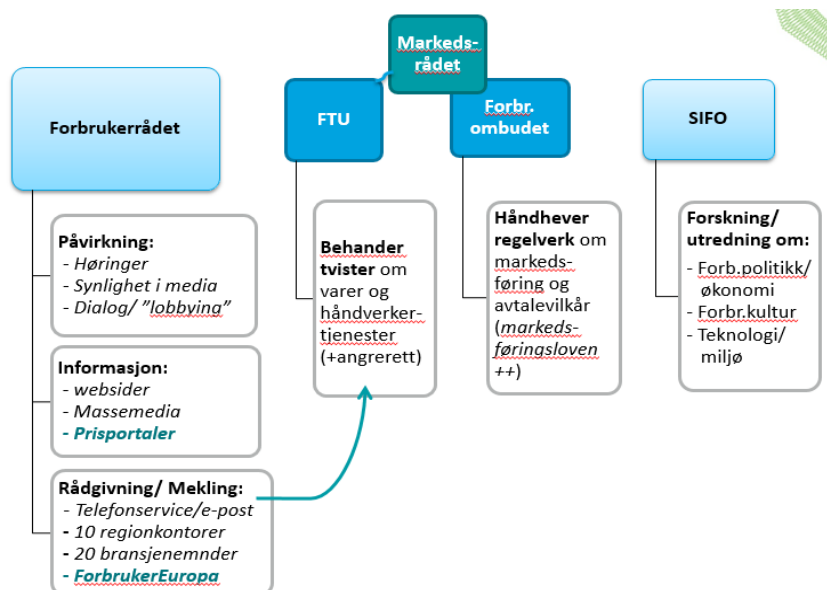 Markeds-
rådet
Forbrukerrådet
FTU
Forbr.
ombudet
SIFO
Påvirkning:
- Høringer
- Synlighet i media
- Dialog/ ”lobbying”
Informasjon:
- websider
- Massemedia
- Prisportaler
Rådgivning/ Mekling:
- Telefonservice/e-post
- 10 regionkontorer
- 20 bransjenemnder
- ForbrukerEuropa
Behander
tvister om
varer og
håndverker-
tjenester
(+angrerett)
Håndhever
regelverk om
markeds-
føring og
avtalevilkår
(markeds-
føringsloven
++)
Forskning/
utredning om:
- Forb.politikk/
økonomi
- Forbr.kultur
- Teknologi/
miljø